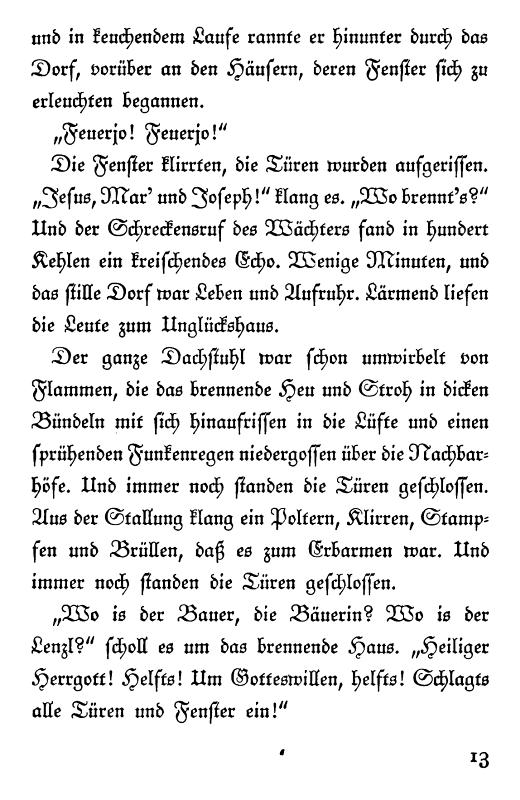 und in keuchendem Laufe rannte er hinunter durch das
Dorf, vorüber an den Häusern, deren Fenster sich zu
erleuchten begannen.
„Feuerjo! Feuerjo!“
Die Fenster klirrten, die Türen wurden aufgerissen.
„Jesus, Mar’ und Joseph!“ klang es. „Wo brennt’s?“
Und der Schreckensruf des Wächters fand in hundert
Kehlen ein kreischendes Echo. Wenige Minuten, und
das stille Dorf war Leben und Aufruhr. Lärmend liefen
die Leute zum Unglückshaus.
Der ganze Dachstuhl war schon umwirbelt von
Flammen, die das brennende Heu und Stroh in dicken
Bündeln mit sich hinaufrissen in die Lüfte und einen
sprühenden Funkenregen niedergossen über die Nachbar-
höfe. Und immer noch standen die Türen geschlossen.
Aus der Stallung klang ein Poltern, Klirren, Stamp-
fen und Brüllen, daß es zum Erbarmen war. Und
immer noch standen die Türen geschlossen.
„Wo is der Bauer, die Bäuerin? Wo is der
Lenzl?“ scholl es um das brennende Haus. „Heiliger
Herrgott! Helfts! Um Gotteswillen, helfts! Schlagts
alle Türen und Fenster ein!“
13